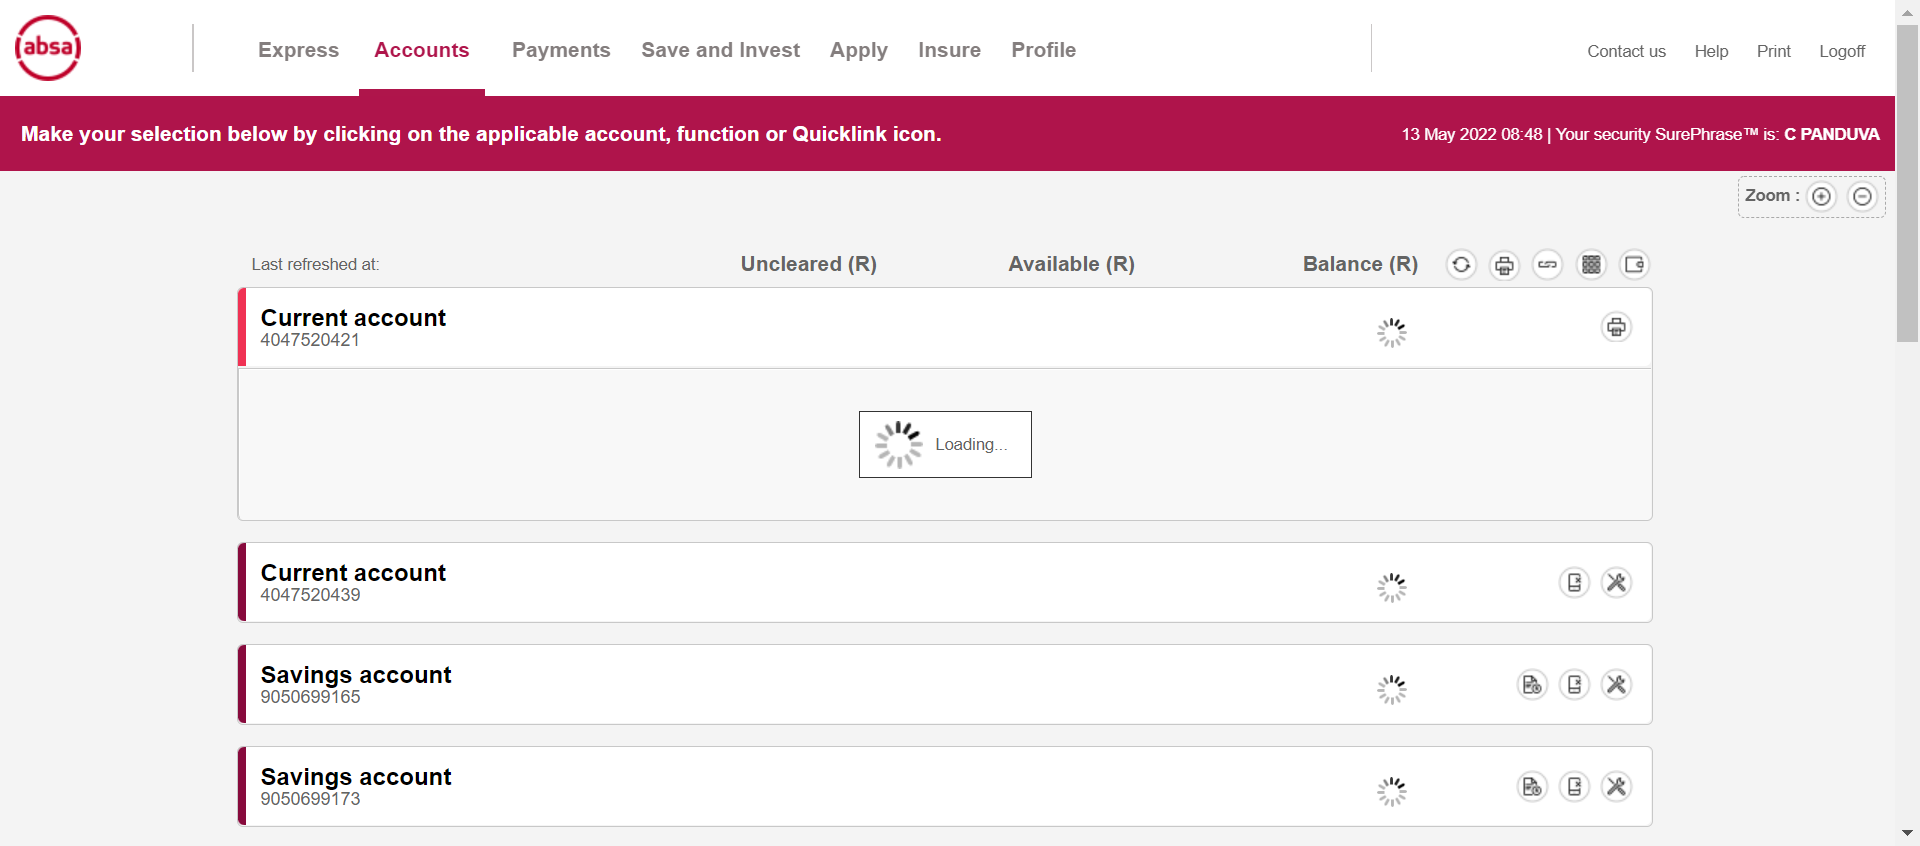 absa
Express Accounts Payments Save and Invest Apply Insure Profile
Contact us Help Print Logoff
Make your selection below by clicking on the applicable account, function or Quicklink icon.
13 May 2022 08:48 | Your security SurePhrase™ is: C PANDUVA
Zoom :
Last refreshed at: Uncleared (R) Available (R) Balance (R)
Current account
4047520421
Loading...
Current account
4047520439
Savings account
9050699165
Savings account
9050699173